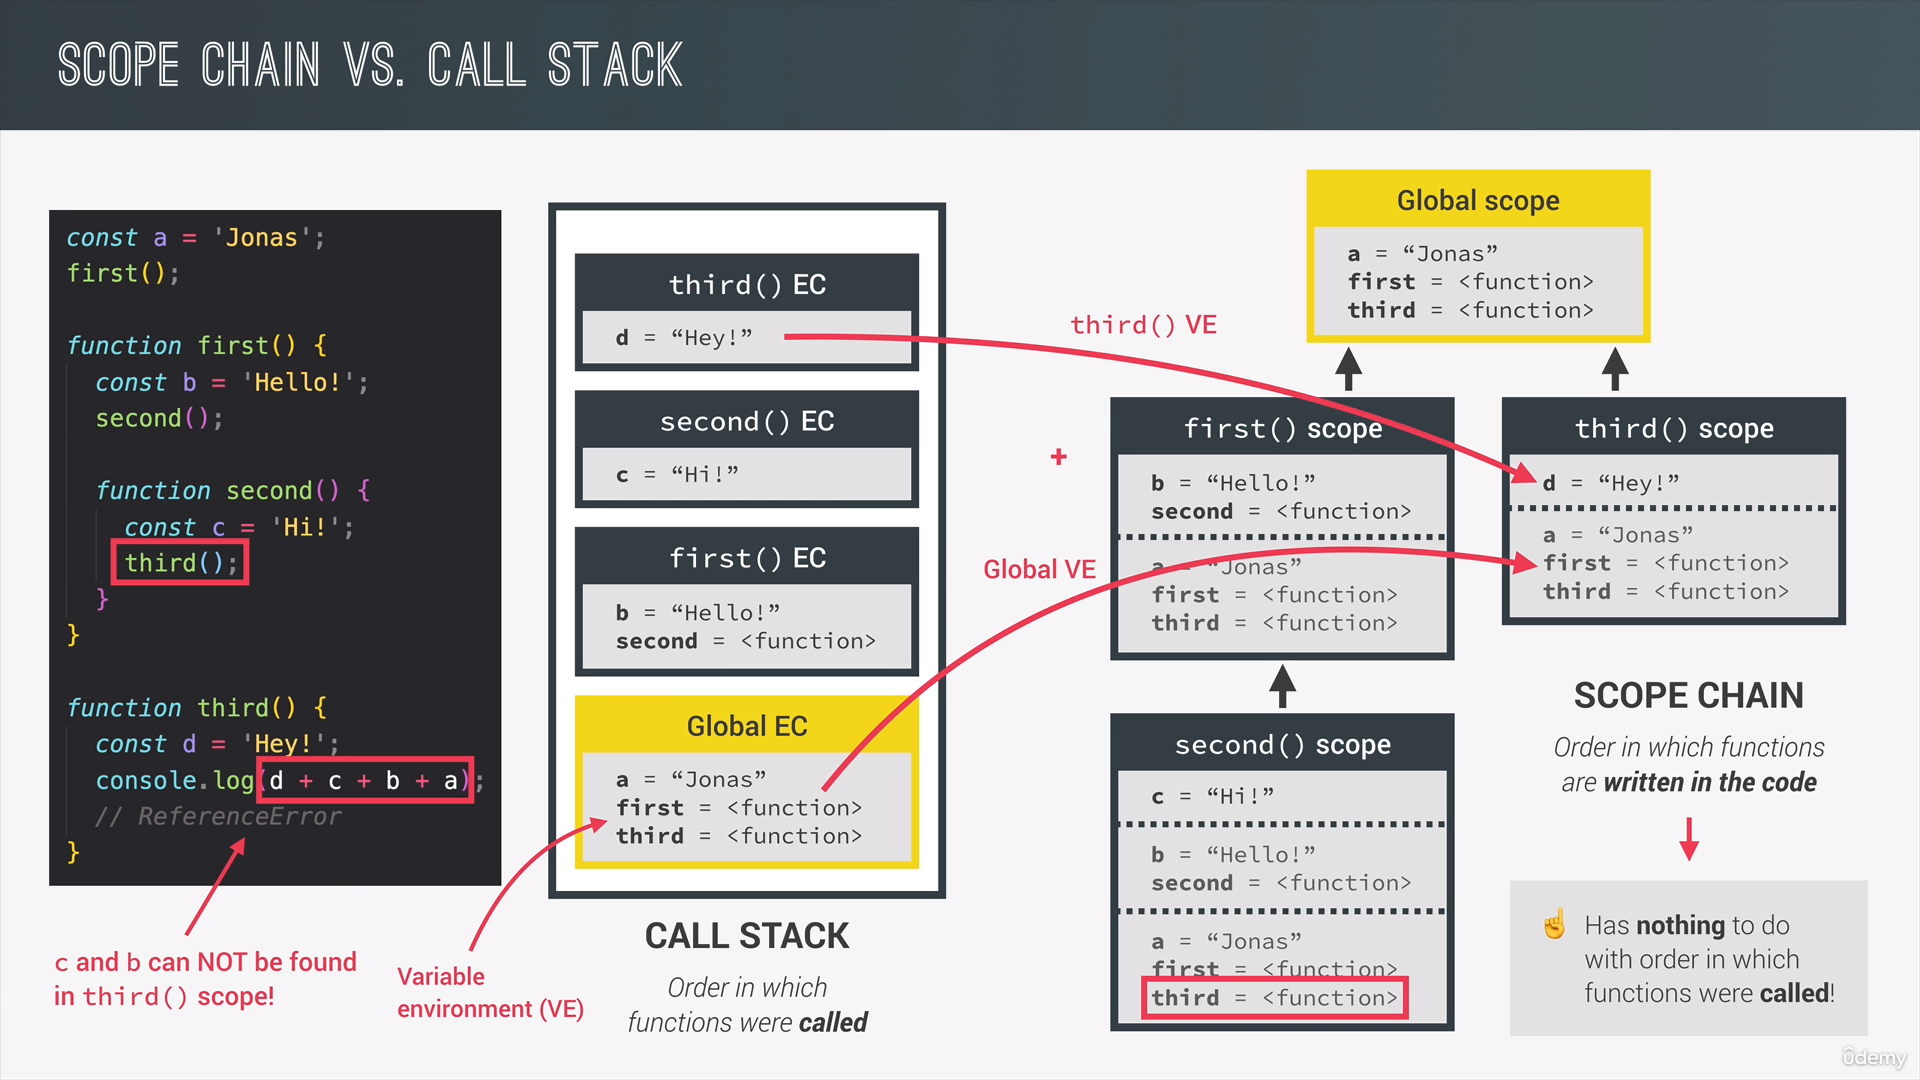 SCOPE CHAIN VS. CALL STACK
const a = 'Jonas';
first();
function first() {
const b = 'Hello!';
second();
function second() {
const c = 'Hi!';
third();
}
}
function third() {
const d = 'Hey!';
console.log(d + c + b + a);
// ReferenceError
}
c and b can NOT be found
in third() scope!
Variable
environment (VE)
third() EC
d = “Hey!”
second() EC
c = “Hi!”
first() EC
b = “Hello!”
second = <function>
Global EC
a = “Jonas”
first = <function>
third = <function>
CALL STACK
Order in which
functions were called
third() VE
+
Global VE
Global scope
a = “Jonas”
first = <function>
third = <function>
first() scope
b = “Hello!”
second = <function>
a = “Jonas”
first = <function>
third = <function>
second() scope
c = “Hi!”
b = “Hello!”
second = <function>
a = “Jonas”
first = <function>
third = <function>
third() scope
d = “Hey!”
a = “Jonas”
first = <function>
third = <function>
SCOPE CHAIN
Order in which functions
are written in the code
☝️ Has nothing to do
with order in which
functions were called!
ûdemy